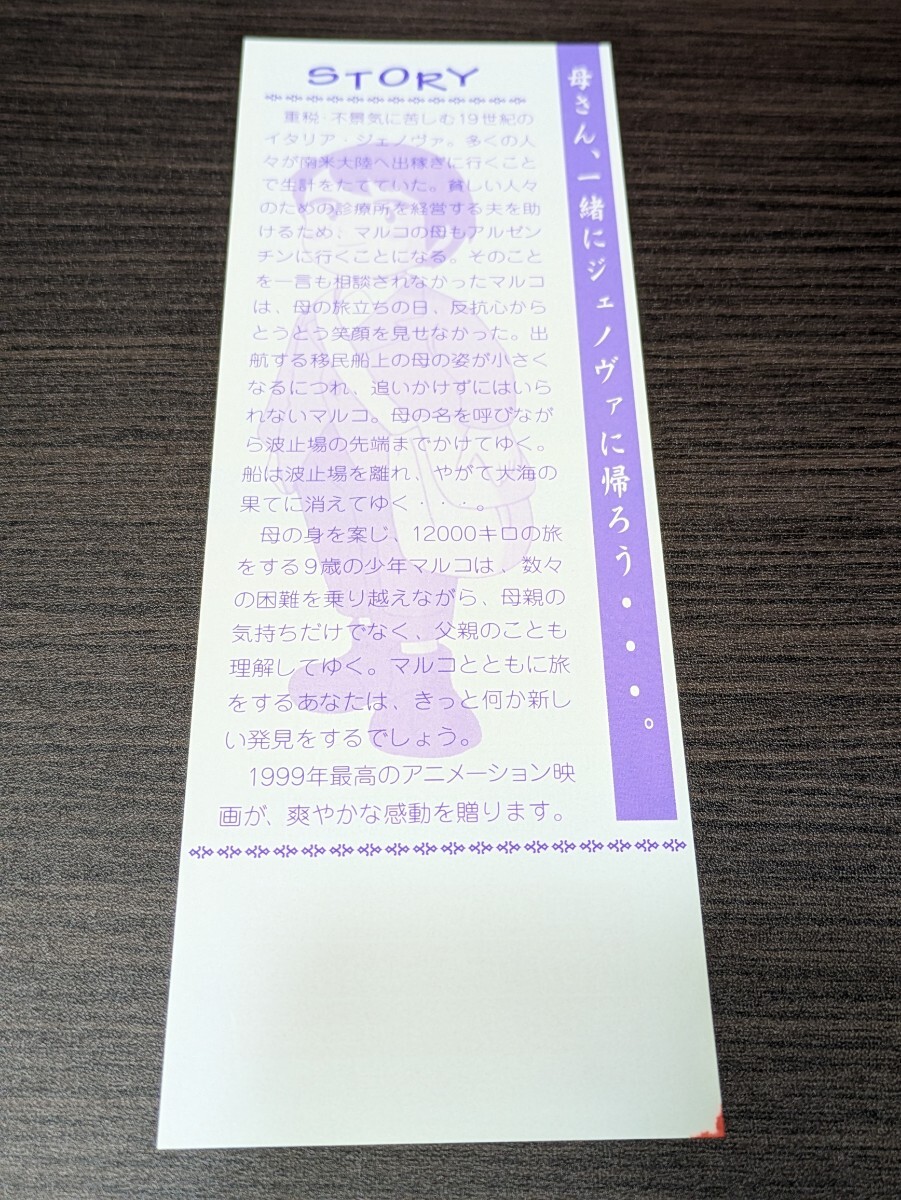 STORY
重税・不景気に苦しむ19世紀の
イタリア・ジェノヴァ。多くの人
々が南米大陸へ出稼ぎに行くこと
で生計をたてていた。貧しい人々
のための診療所を経営する夫を助
けるため、マルコの母もアルゼン
チンに行くことになる。そのこと
を一言も相談されなかったマルコ
は、母の旅立ちの日、反抗心から
とうとう笑顔を見せなかった。出
航する移民船上の母の姿が小さく
なるにつれ、追いかけずにはいら
れないマルコ。母の名を呼びなが
ら波止場の先端までかけてゆく。
船は波止場を離れ、やがて大海の
果てに消えてゆく・・・。
母の身を案じ、12000キロの旅
をする9歳の少年マルコは、数々
の困難を乗り越えながら、母親の
気持ちだけでなく、父親のことも
理解してゆく。マルコとともに旅
をするあなたは、きっと何か新し
い発見をするでしょう。
1999年最高のアニメーション映
画が、爽やかな感動を贈ります。
母さん、一緒にジェノヴァに帰ろう・・・。